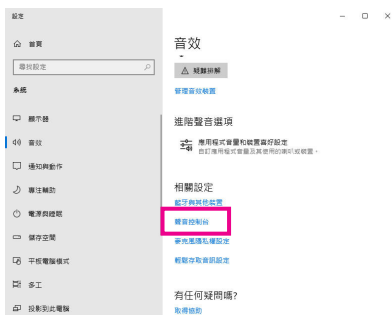 設定
首頁
尋找設定
系統
顯示器
音效
通知與動作
專注輔助
電源與睡眠
儲存空間
平板電腦模式
多工
投影到此電腦
音效
疑難排解
管理音效裝置
進階聲音選項
應用程式音量和裝置喜好設定
自訂應用程式音量及其使用的喇叭或裝置。
相關設定
藍牙與其他裝置
聲音控制台
麥克風隱私權設定
輕鬆存取音訊設定
有任何疑問嗎?
取得協助